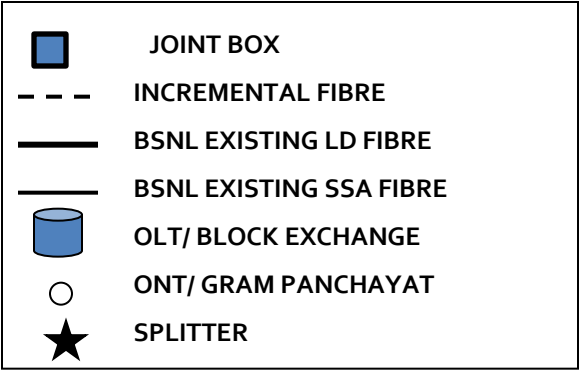 JOINT BOX
INCREMENTAL FIBRE
BSNL EXISTING LD FIBRE
BSNL EXISTING SSA FIBRE
OLT/ BLOCK EXCHANGE
ONT/ GRAM PANCHAYAT
SPLITTER